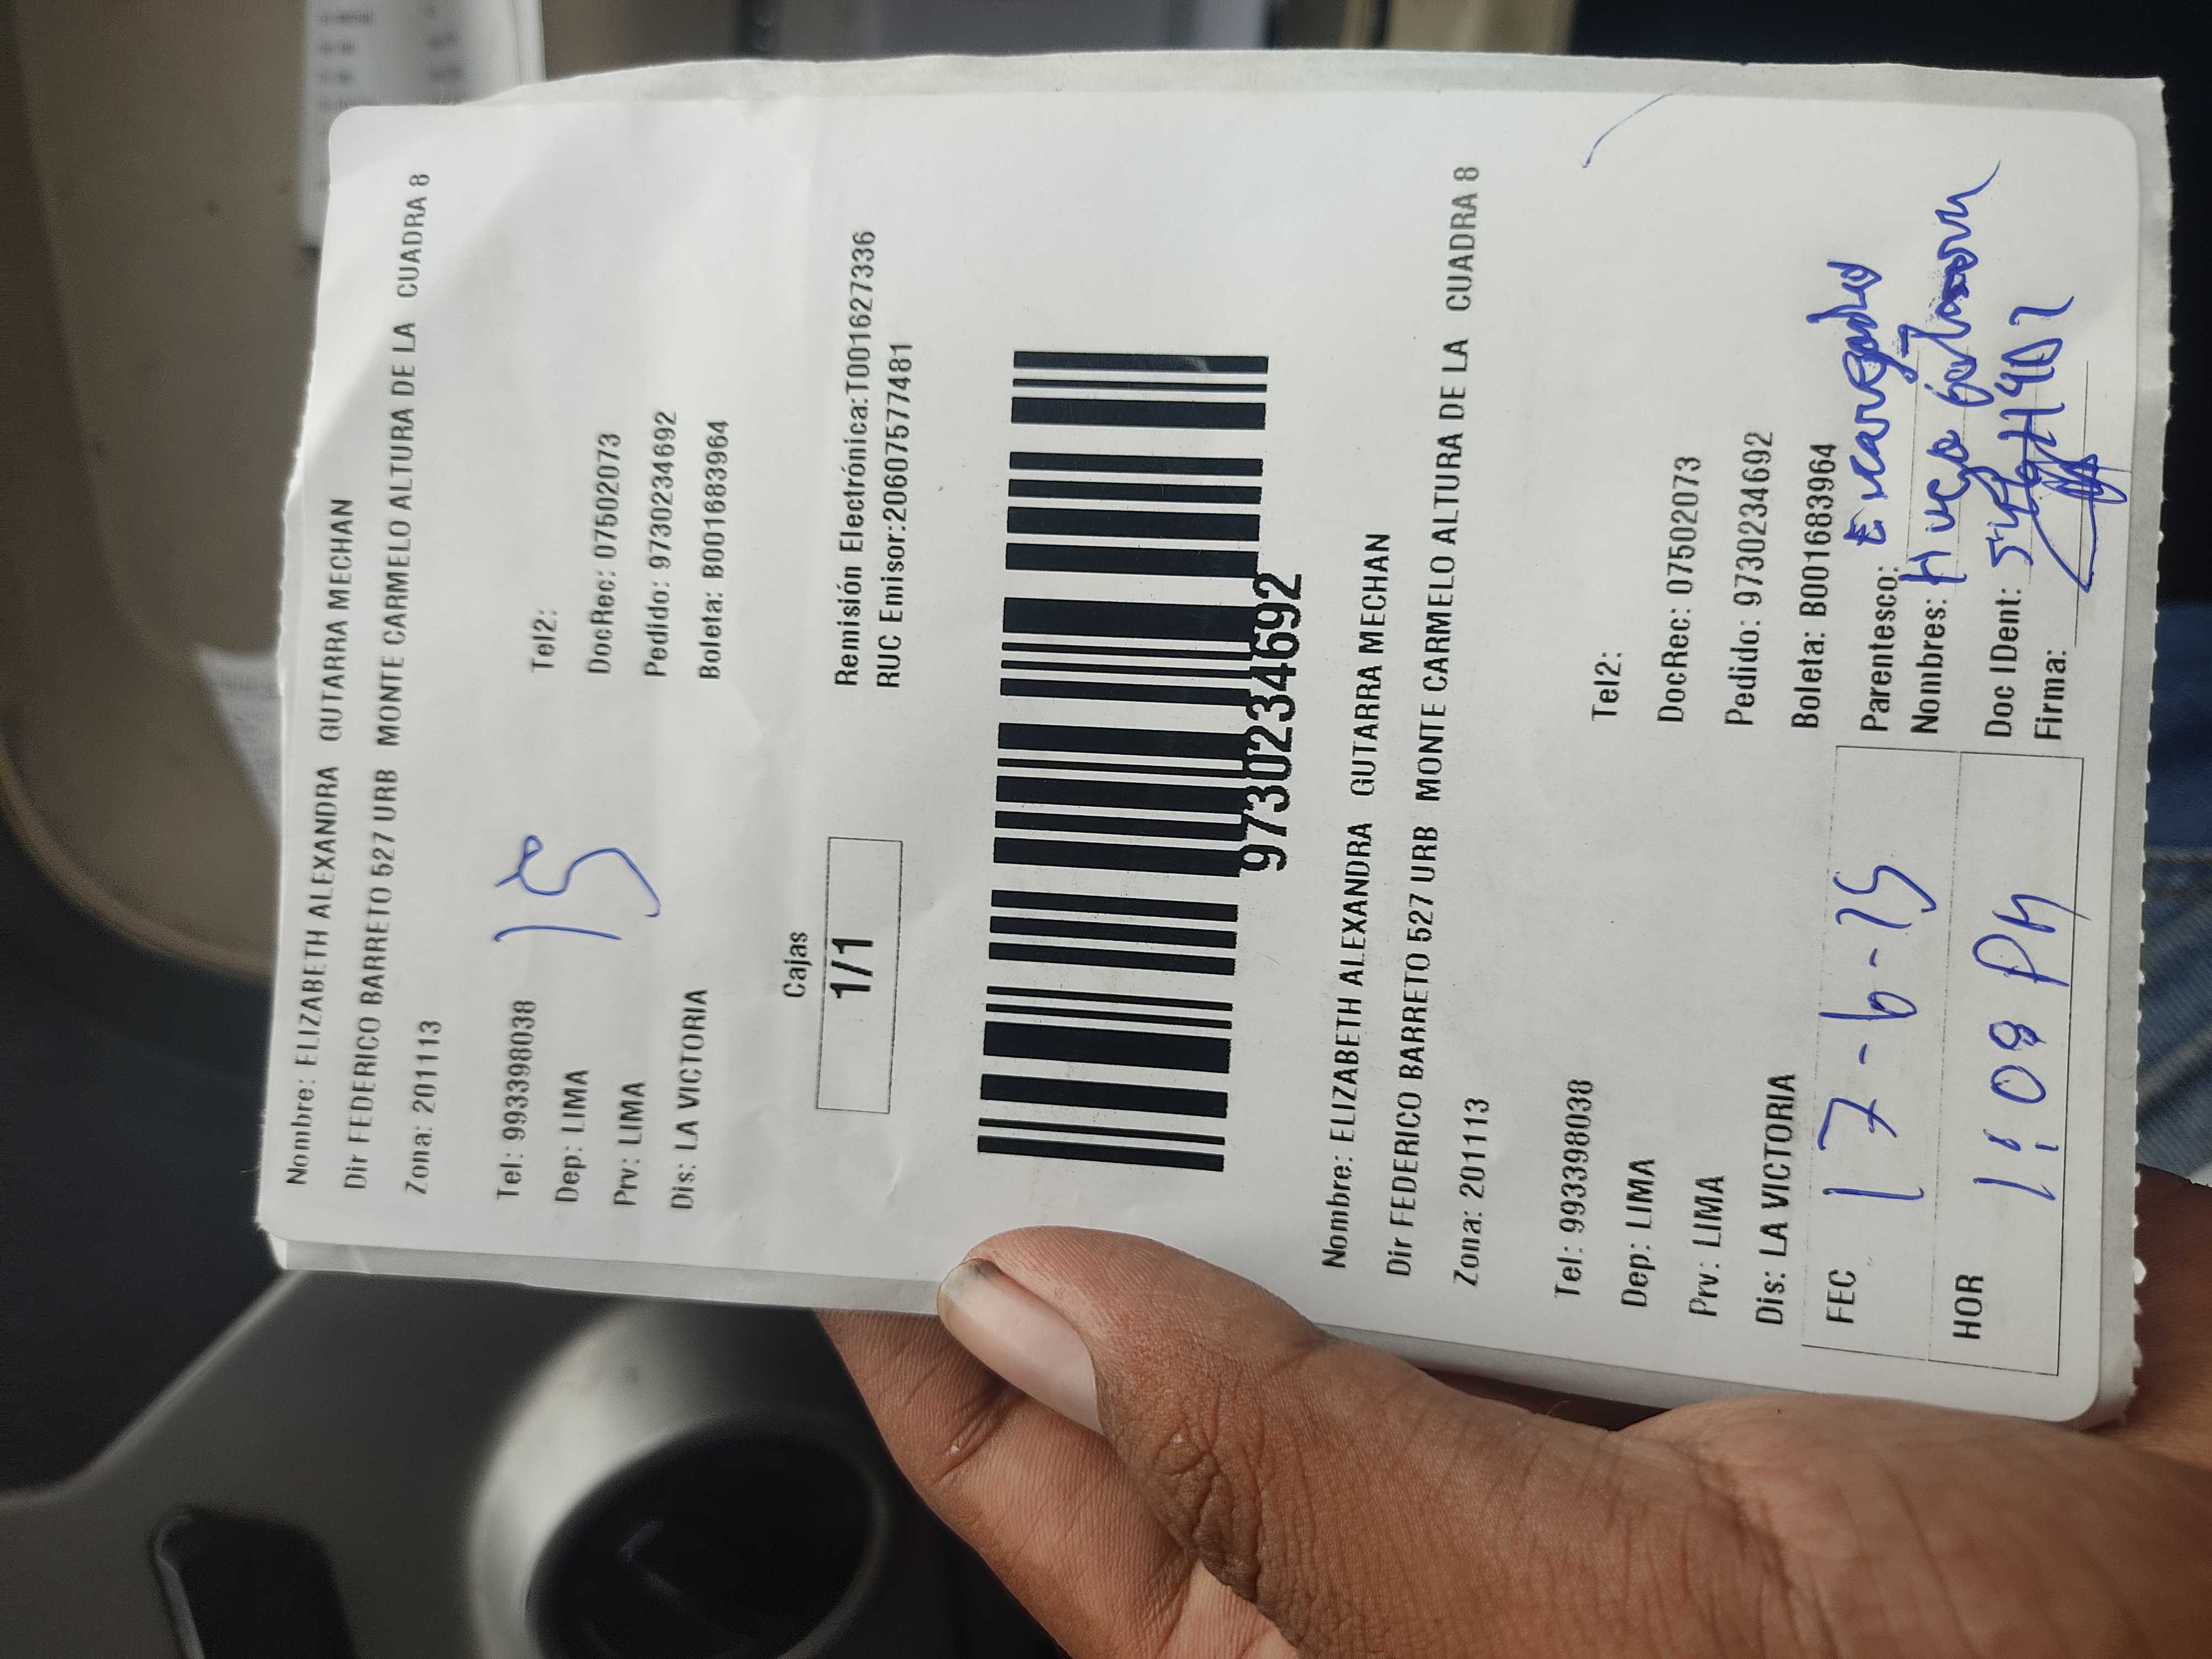 Nombre: ELIZABETH ALEXANDRA GUTARRA MECHAN
Dir FEDERICO BARRETO 527 URB MONTE CARMELO ALTURA DE LA CUADRA 8
Zona: 201113
Tel: 993398038 Tel2:
Dep: LIMA DocRec: 07502073
Prv: LIMA Pedido: 9730234692
Dis: LA VICTORIA Boleta: B001683964
15
Cajas
1/1
Remisión Electrónica:T001627336
RUC Emisor:20607577481
9730234692
Nombre: ELIZABETH ALEXANDRA GUTARRA MECHAN
Dir FEDERICO BARRETO 527 URB MONTE CARMELO ALTURA DE LA CUADRA 8
Zona: 201113
Tel: 993398038 Tel2:
Dep: LIMA DocRec: 07502073
Prv: LIMA Pedido: 9730234692
Dis: LA VICTORIA Boleta: B001683964
FEC 17-6-25 Parentesco: Encargado
Nombres: Hugo
HOR 1:08 PM Doc IDent:
Firma: